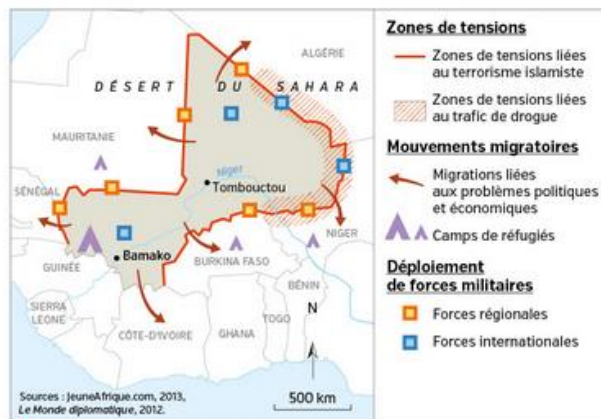 ALGÉRIE
DÉSERT DU SAHARA
MAURITANIE
Niger
Tombouctou
SÉNÉGAL
Bamako
NIGER
BURKINA FASO
GUINÉE
BÉNIN
SIERRA
LEONE
CÔTE-D'IVOIRE
GHANA
TOGO
N
500 km
Sources : JeuneAfrique.com, 2013,
Le Monde diplomatique, 2012.
Zones de tensions
Zones de tensions liées
au terrorisme islamiste
Zones de tensions liées
au trafic de drogue
Mouvements migratoires
Migrations liées
aux problèmes politiques
et économiques
Camps de réfugiés
Déploiement
de forces militaires
Forces régionales
Forces internationales